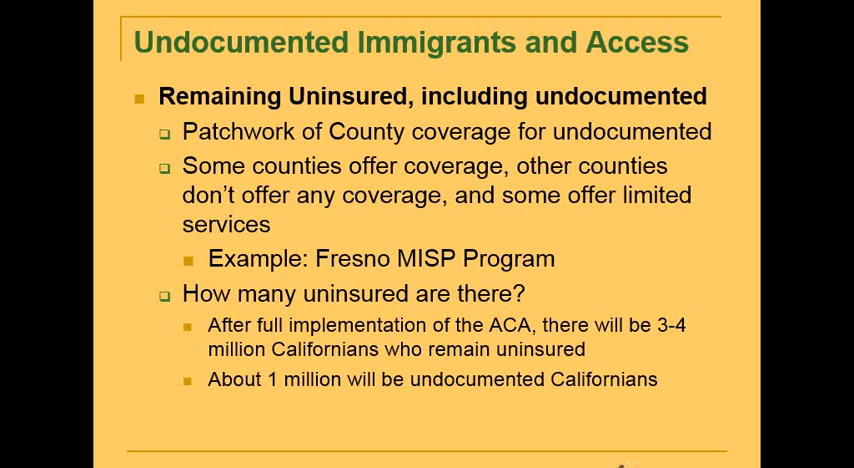 Undocumented Immigrants and Access
Remaining Uninsured, including undocumented
Patchwork of County coverage for undocumented
Some counties offer coverage, other counties
don't offer any coverage, and some offer limited
services
Example: Fresno MISP Program
How many uninsured are there?
After full implementation of the ACA, there will be 3-4
million Californians who remain uninsured
About 1 million will be undocumented Californians